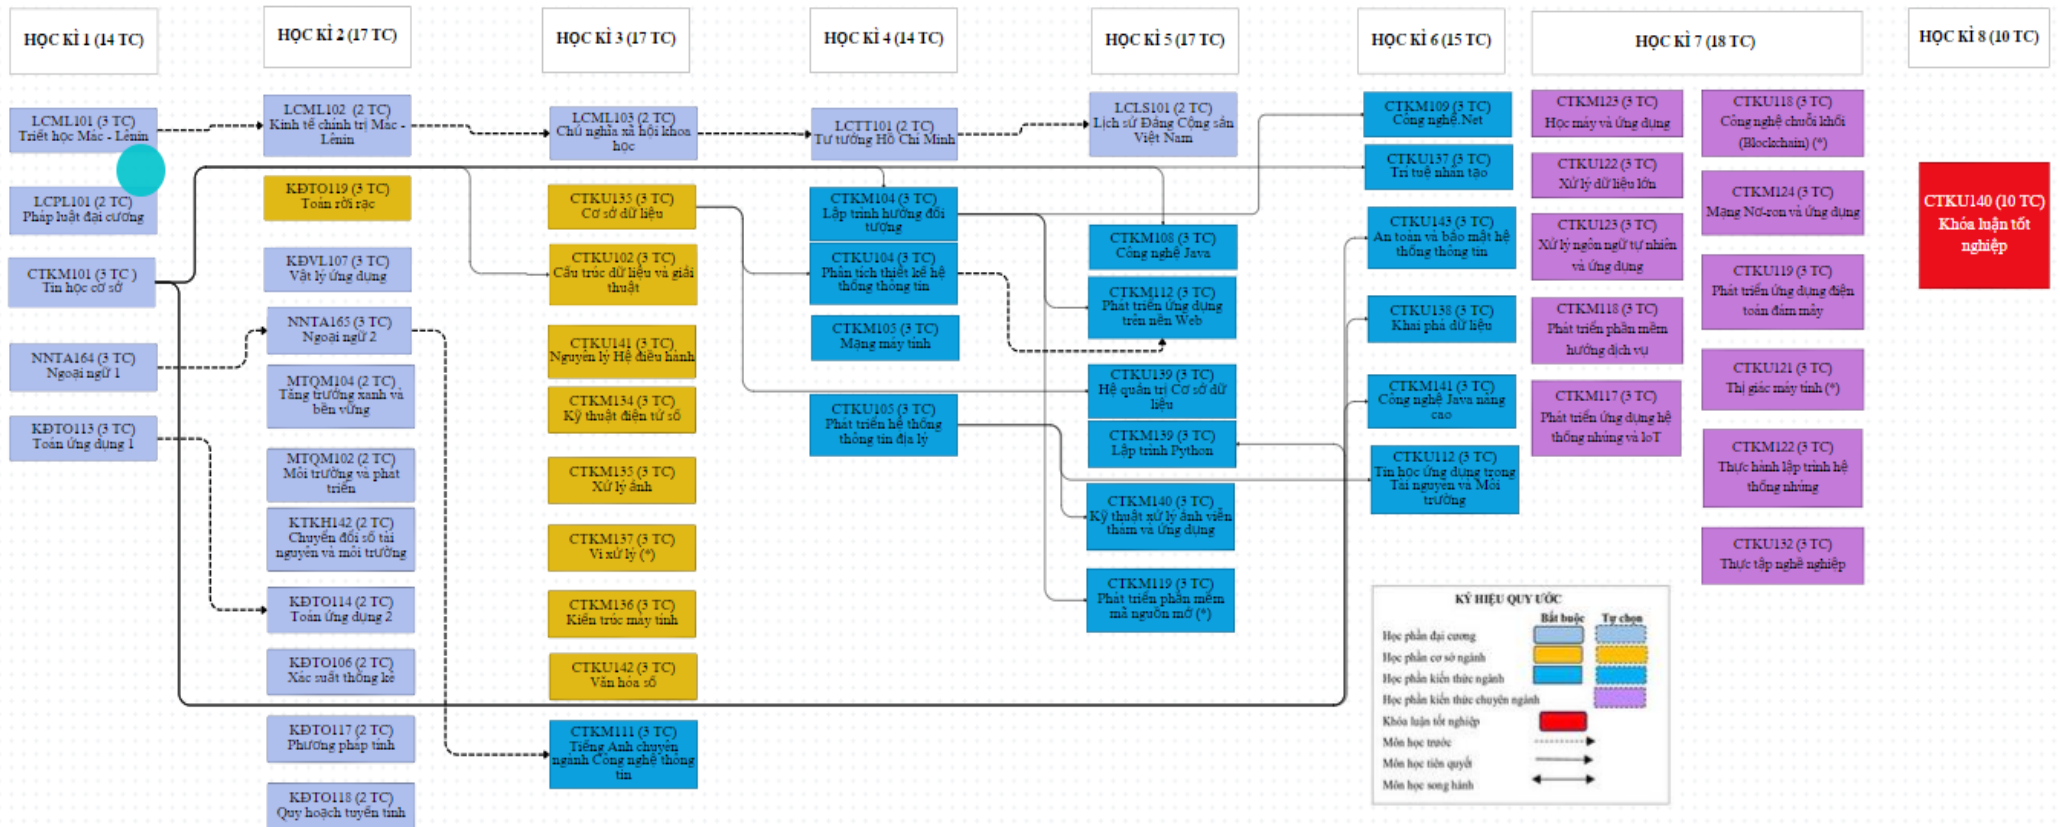 HỌC KÌ 1 (14 TC)
HỌC KÌ 2 (17 TC)
HỌC KÌ 3 (17 TC)
HỌC KÌ 4 (14 TC)
HỌC KÌ 5 (17 TC)
HỌC KÌ 6 (15 TC)
HỌC KÌ 7 (18 TC)
HỌC KÌ 8 (10 TC)
LCML101 (3 TC)
Triết học Mác - Lênin
LCPL101 (2 TC)
Pháp luật đại cương
CTKM101 (3 TC )
Tin học cơ sở
NNTA164 (3 TC)
Ngoại ngữ 1
KĐTO113 (3 TC)
Toán ứng dụng 1
LCML102 (2 TC)
Kinh tế chính trị Mác -
Lênin
KĐTO119 (3 TC)
Toán rời rạc
KĐVL107 (3 TC)
Vật lý ứng dụng
NNTA165 (3 TC)
Ngoại ngữ 2
MTQM104 (2 TC)
Tăng trưởng xanh và
bền vững
MTQM102 (2 TC)
Môi trường và phát
triển
KTKH142 (2 TC)
Chuyển đổi số tài
nguyên và môi trường
KĐTO114 (2 TC)
Toán ứng dụng 2
KĐTO106 (2 TC)
Xác suất thống kê
KĐTO117 (2 TC)
Phương pháp tính
KĐTO118 (2 TC)
Quy hoạch tuyến tính
LCML103 (2 TC)
Chủ nghĩa xã hội khoa
học
CTKU135 (3 TC)
Cơ sở dữ liệu
CTKU102 (3 TC)
Cấu trúc dữ liệu và giải
thuật
CTKU141 (3 TC)
Nguyên lý Hệ điều hành
CTKM134 (3 TC)
Kỹ thuật điện tử số
CTKM135 (3 TC)
Xử lý ảnh
CTKM137 (3 TC)
Vi xử lý (*)
CTKM136 (3 TC)
Kiến trúc máy tính
CTKU142 (3 TC)
Văn hóa số
CTKM111 (3 TC)
Tiếng Anh chuyên
ngành Công nghệ thông
tin
LCTT101 (2 TC)
Tư tưởng Hồ Chí Minh
CTKM104 (3 TC)
Lập trình hướng đối
tượng
CTKU104 (3 TC)
Phân tích thiết kế hệ
thống thông tin
CTKM105 (3 TC)
Mạng máy tính
CTKU105 (3 TC)
Phát triển hệ thống
thông tin địa lý
LCLS101 (2 TC)
Lịch sử Đảng Cộng sản
Việt Nam
CTKM108 (3 TC)
Công nghệ Java
CTKM112 (3 TC)
Phát triển ứng dụng
trên nền Web
CTKU139 (3 TC)
Hệ quản trị Cơ sở dữ
liệu
CTKM139 (3 TC)
Lập trình Python
CTKM140 (3 TC)
Kỹ thuật xử lý ảnh viễn
thám và ứng dụng
CTKM119 (3 TC)
Phát triển phần mềm
mã nguồn mở (*)
CTKM109 (3 TC)
Công nghệ.Net
CTKU137 (3 TC)
Trí tuệ nhân tạo
CTKU143 (3 TC)
An toàn và bảo mật hệ
thống thông tin
CTKU138 (3 TC)
Khai phá dữ liệu
CTKM141 (3 TC)
Công nghệ Java nâng
cao
CTKU112 (3 TC)
Tin học ứng dụng trong
Tài nguyên và Môi
trường
CTKM123 (3 TC)
Học máy và ứng dụng
CTKU122 (3 TC)
Xử lý dữ liệu lớn
CTKU123 (3 TC)
Xử lý ngôn ngữ tự nhiên
và ứng dụng
CTKM118 (3 TC)
Phát triển phần mềm
hướng dịch vụ
CTKM117 (3 TC)
Phát triển ứng dụng hệ
thống nhúng và IoT
CTKU118 (3 TC)
Công nghệ chuỗi khối
(Blockchain) (*)
CTKM124 (3 TC)
Mạng Nơ-ron và ứng dụng
CTKU119 (3 TC)
Phát triển ứng dụng điện
toán đám mây
CTKU121 (3 TC)
Thị giác máy tính (*)
CTKM122 (3 TC)
Thực hành lập trình hệ
thống nhúng
CTKU132 (3 TC)
Thực tập nghề nghiệp
CTKU140 (10 TC)
Khóa luận tốt
nghiệp
KÝ HIỆU QUY ƯỚC
Bắt buộc Tự chọn
Học phần đại cương
Học phần cơ sở ngành
Học phần kiến thức ngành
Học phần kiến thức chuyên ngành
Khóa luận tốt nghiệp
Môn học trước
Môn học tiên quyết
Môn học song hành